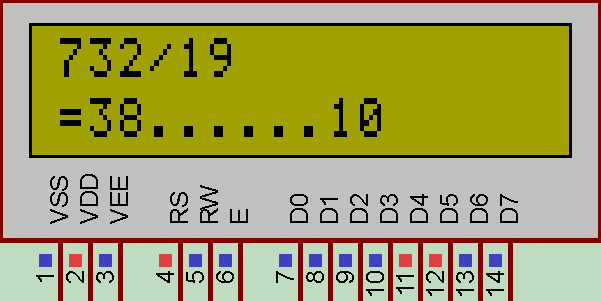 732/19
=38......10
VSS VDD VEE RS RW E D0 D1 D2 D3 D4 D5 D6 D7
1 2 3 4 5 6 7 8 9 10 11 12 13 14